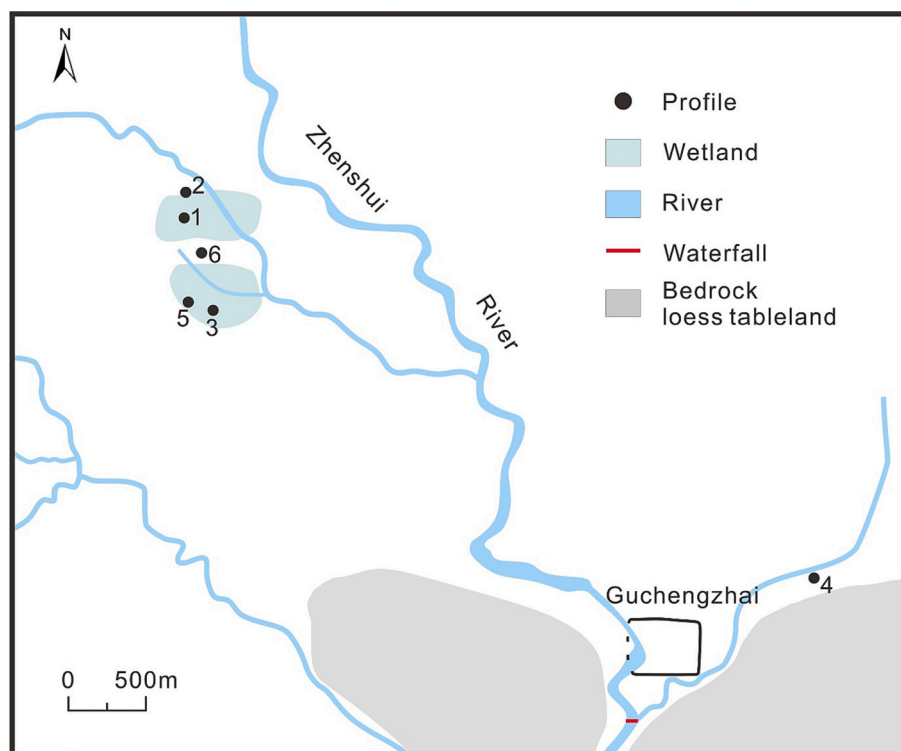 N
Zhenshui
River
Profile
Wetland
River
Waterfall
Bedrock
loess tableland
2
1
6
5
3
4
Guchengzhai
0 500m